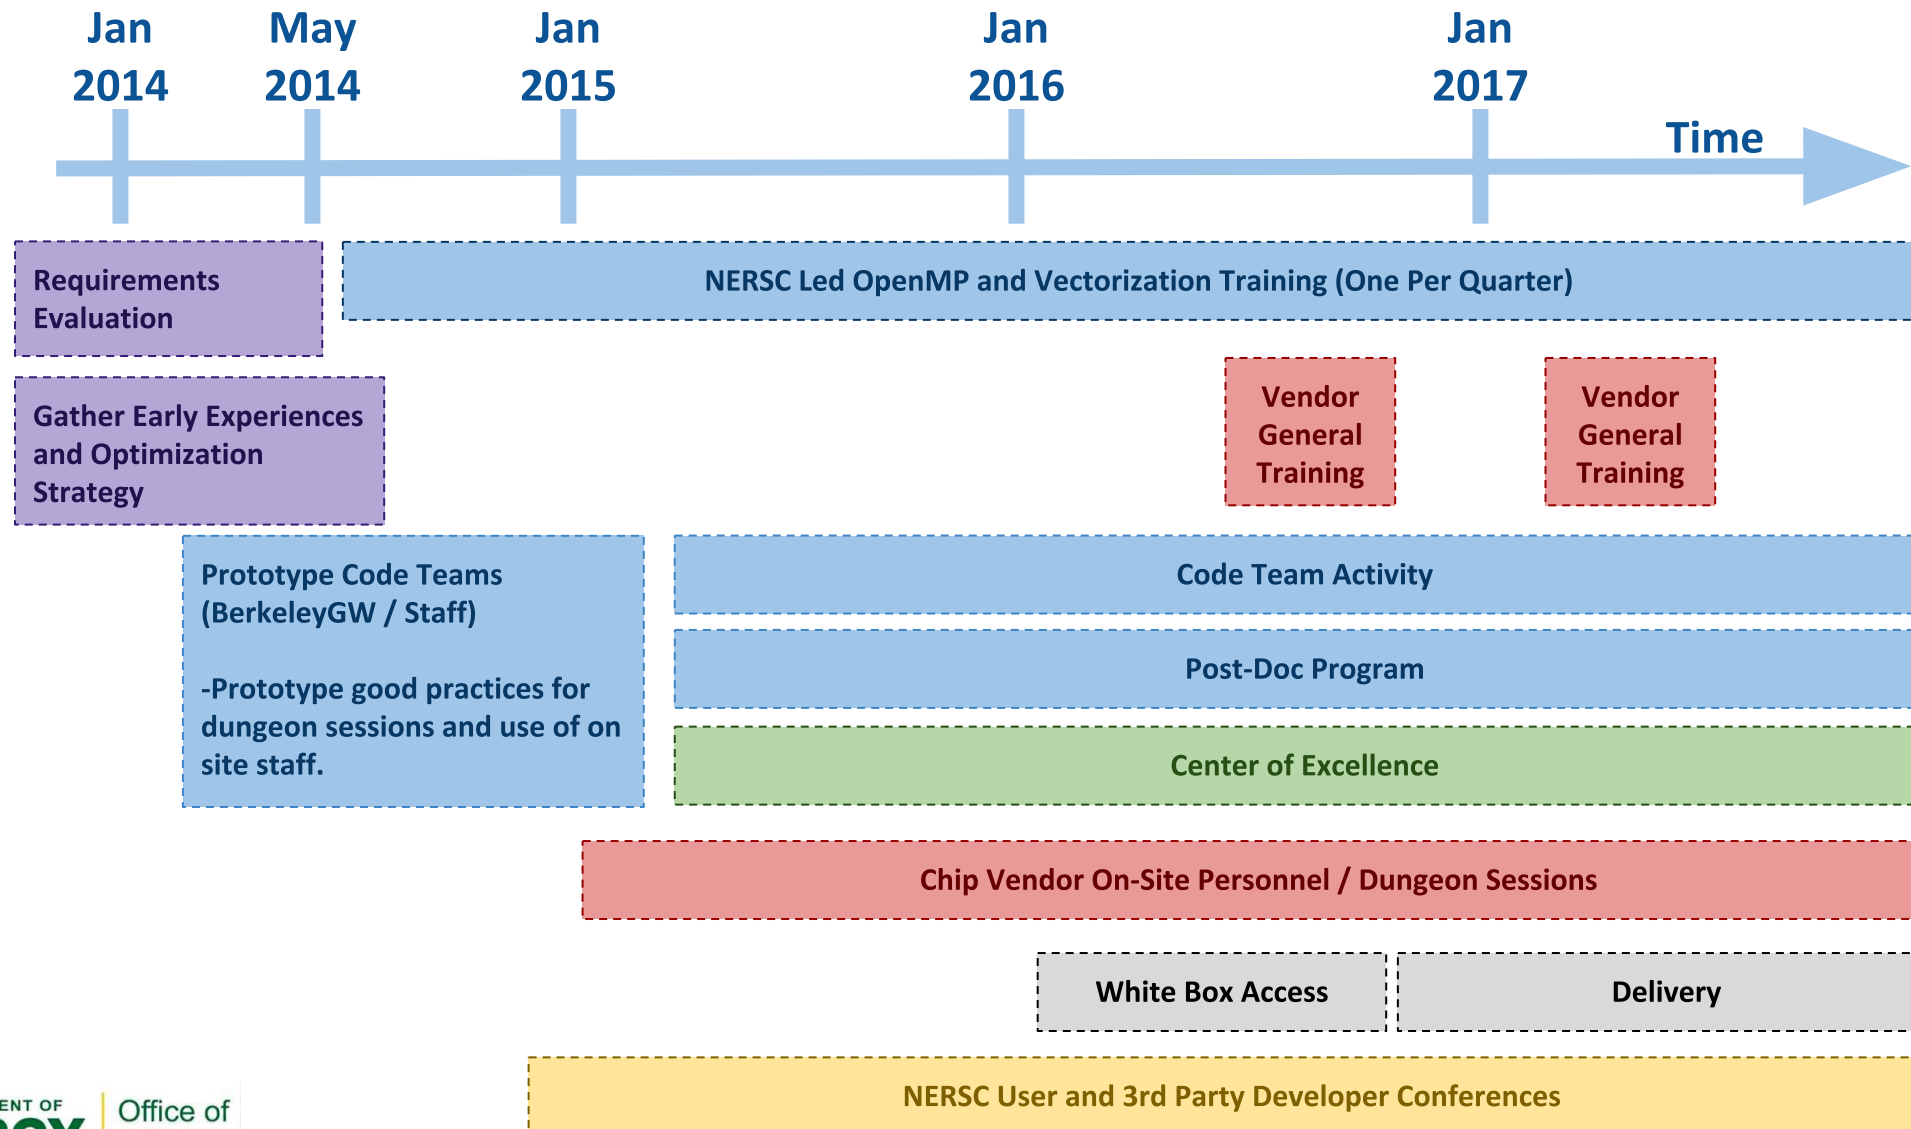 Jan
2014
May
2014
Jan
2015
Jan
2016
Jan
2017
Time
Requirements
Evaluation
NERSC Led OpenMP and Vectorization Training (One Per Quarter)
Gather Early Experiences
and Optimization
Strategy
Vendor
General
Training
Vendor
General
Training
Prototype Code Teams
(BerkeleyGW / Staff)
-Prototype good practices for
dungeon sessions and use of on
site staff.
Code Team Activity
Post-Doc Program
Center of Excellence
Chip Vendor On-Site Personnel / Dungeon Sessions
White Box Access
Delivery
NERSC User and 3rd Party Developer Conferences
OF
Office of